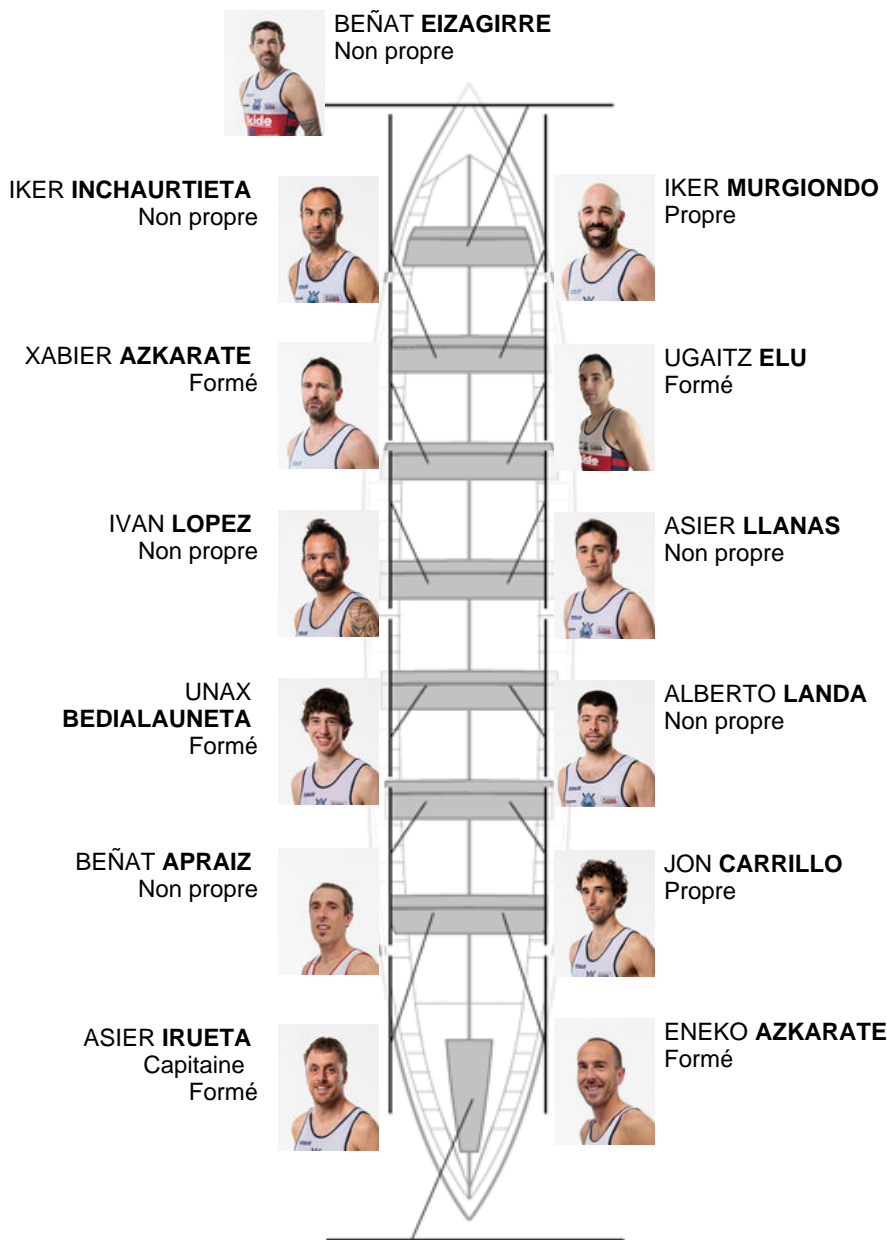 BEÑAT EIZAGIRRE
Non propre
kide
IKER INCHAURTIETA
Non propre
IKER MURGIONDO
Propre
XABIER AZKARATE
Formé
UGAITZ ELU
Formé
kide
IVAN LOPEZ
Non propre
ASIER LLANAS
Non propre
UNAX
BEDIALAUNETA
Formé
ALBERTO LANDA
Non propre
BEÑAT APRAIZ
Non propre
JON CARRILLO
Propre
ASIER IRUETA
Capitaine
Formé
ENEKO AZKARATE
Formé